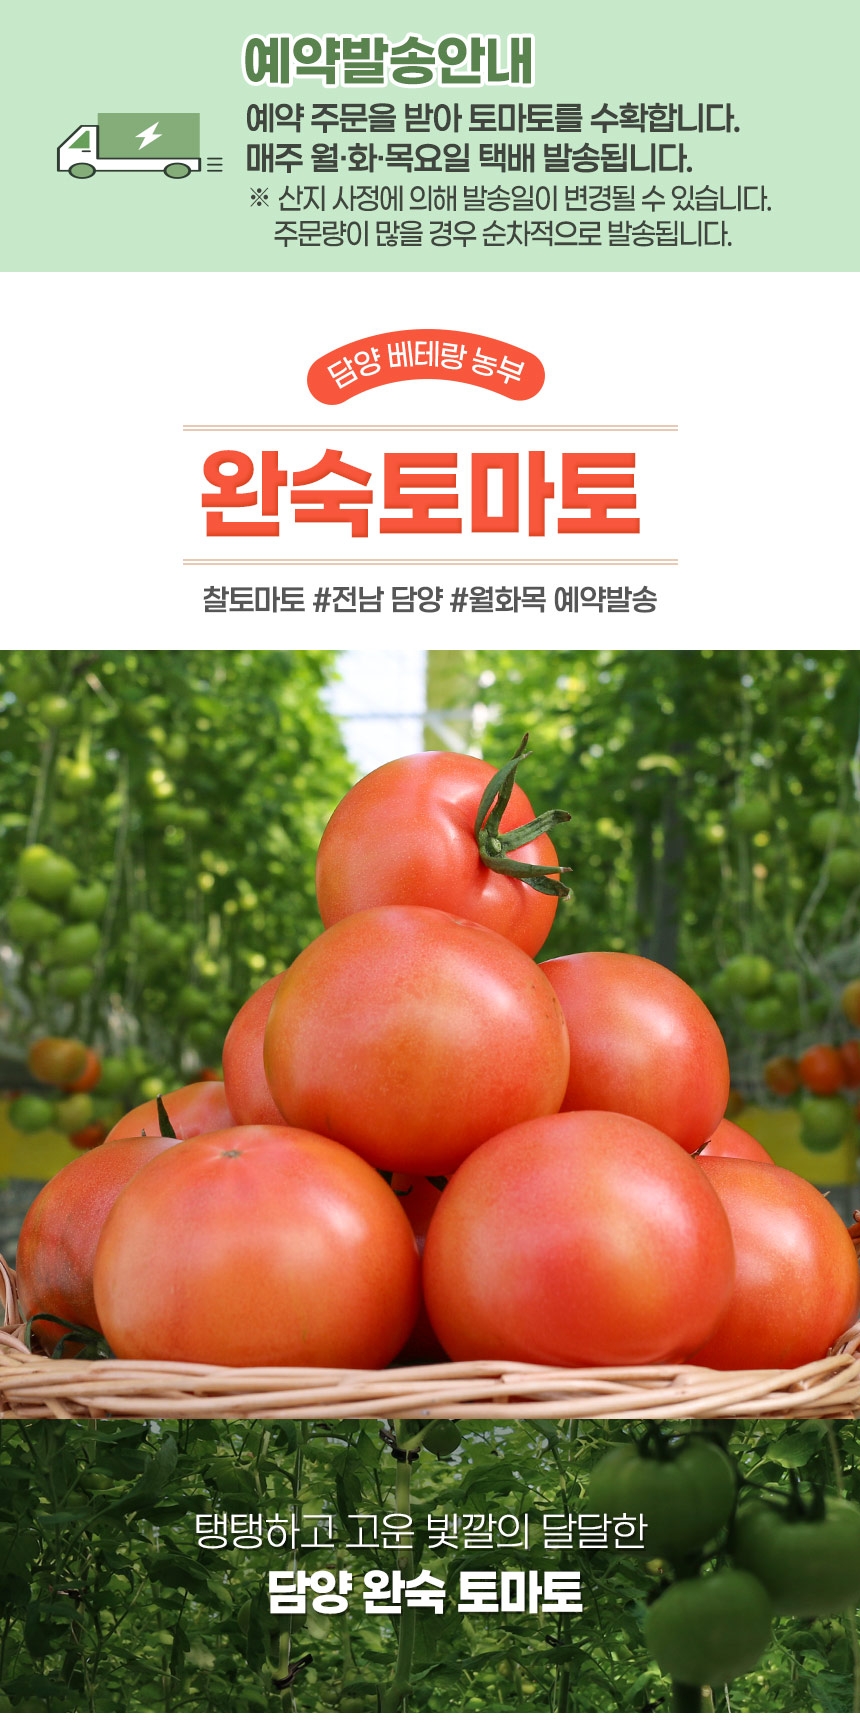 예약발송안내
예약 주문을 받아 토마토를 수확합니다.
매주 월·화·목요일 택배 발송됩니다.
※ 산지 사정에 의해 발송일이 변경될 수 있습니다.
주문량이 많을 경우 순차적으로 발송됩니다.
담양 베테랑 농부
완숙토마토
찰토마토 #전남 담양 #월화목 예약발송
탱탱하고 고운 빛깔의 달달한
담양 완숙 토마토